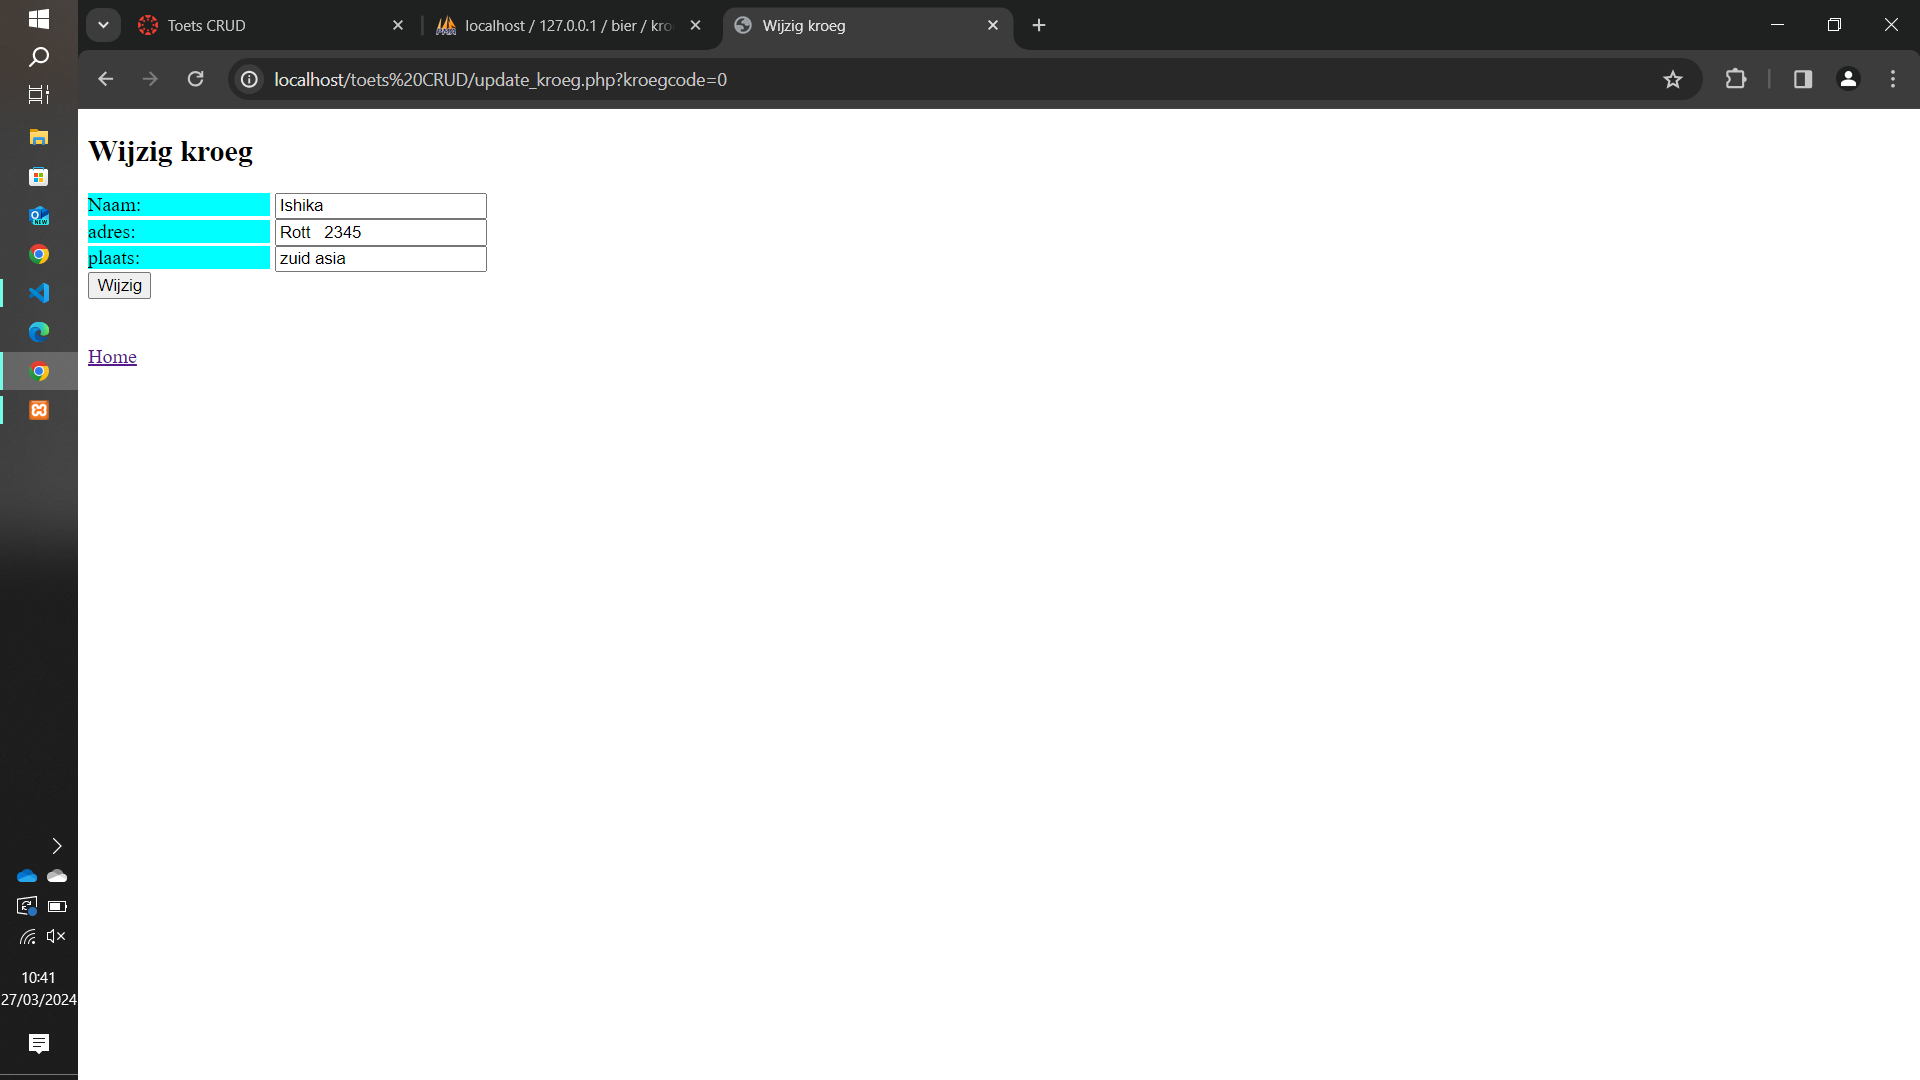 Toets CRUD
localhost / 127.0.0.1 / bier / kro
Wijzig kroeg
localhost/toets%20CRUD/update_kroeg.php?kroegcode=0
Wijzig kroeg
Naam: Ishika
adres: Rott   2345
plaats: zuid asia
Wijzig
Home
10:41
27/03/2024